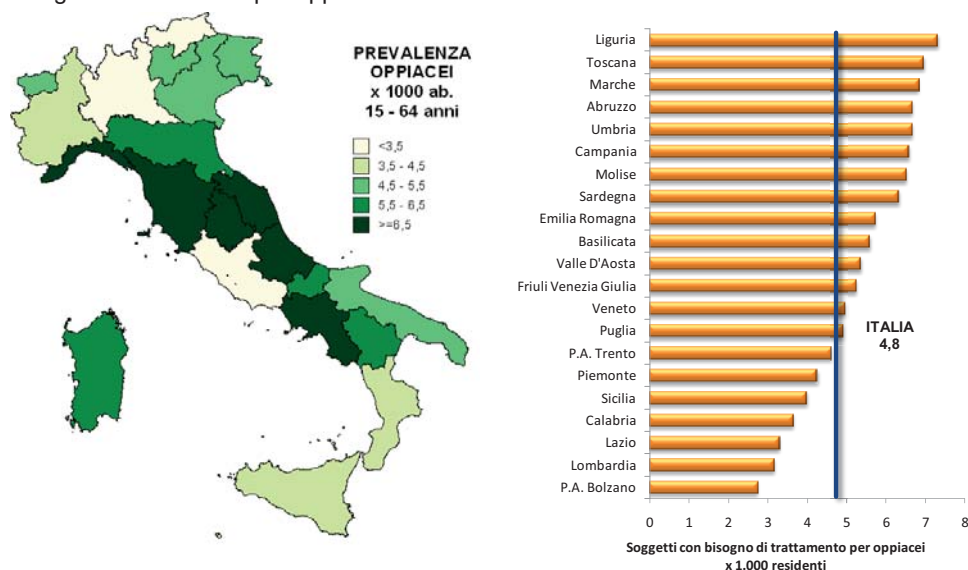 PREVALENZA
OPPIACEI
x 1000 ab.
15 - 64 anni
<3,5
3,5 - 4,5
4,5 - 5,5
5,5 - 6,5
>=6,5
Liguria
Toscana
Marche
Abruzzo
Umbria
Campania
Molise
Sardegna
Emilia Romagna
Basilicata
Valle D'Aosta
Friuli Venezia Giulia
Veneto
Puglia
P.A. Trento
Piemonte
Sicilia
Calabria
Lazio
Lombardia
P.A. Bolzano
ITALIA
4,8
0 1 2 3 4 5 6 7 8
Soggetti con bisogno di trattamento per oppiacei
x 1.000 residenti